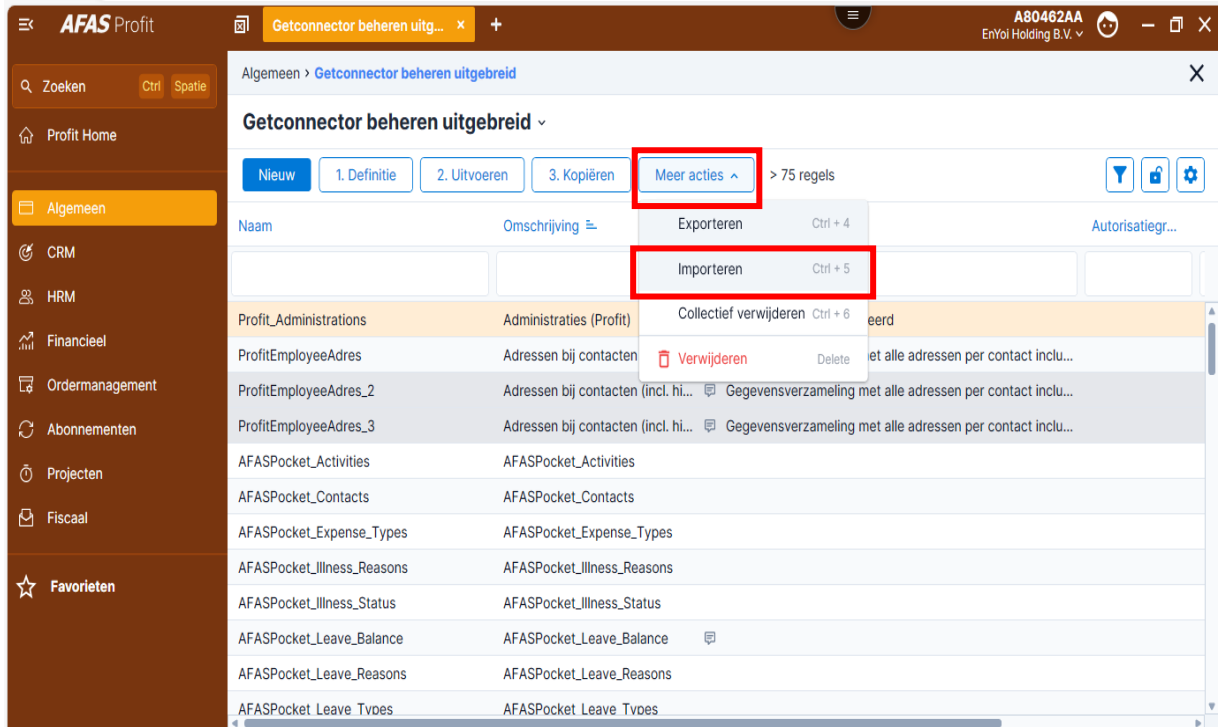 AFAS Profit
Getconnector beheren uitg...
A80462AA
EnYoi Holding B.V.
Zoeken Ctrl Spatie
Profit Home
Algemeen
CRM
HRM
Financieel
Ordermanagement
Abonnementen
Projecten
Fiscaal
Favorieten
Algemeen > Getconnector beheren uitgebreid
Getconnector beheren uitgebreid
Nieuw 1. Definitie 2. Uitvoeren 3. Kopiëren Meer acties > 75 regels
Exporteren Ctrl + 4
Importeren Ctrl + 5
Collectief verwijderen Ctrl + 6
Verwijderen Delete
Naam Omschrijving Autorisatiegr...
Profit_Administrations Administraties (Profit) eerd
ProfitEmployeeAdres Adressen bij contacten et alle adressen per contact inclu...
ProfitEmployeeAdres_2 Adressen bij contacten (incl. hi... Gegevensverzameling met alle adressen per contact inclu...
ProfitEmployeeAdres_3 Adressen bij contacten (incl. hi... Gegevensverzameling met alle adressen per contact inclu...
AFASPocket_Activities AFASPocket_Activities
AFASPocket_Contacts AFASPocket_Contacts
AFASPocket_Expense_Types AFASPocket_Expense_Types
AFASPocket_Illness_Reasons AFASPocket_Illness_Reasons
AFASPocket_Illness_Status AFASPocket_Illness_Status
AFASPocket_Leave_Balance AFASPocket_Leave_Balance
AFASPocket_Leave_Reasons AFASPocket_Leave_Reasons
AFASPocket_Leave_Types AFASPocket_Leave_Types